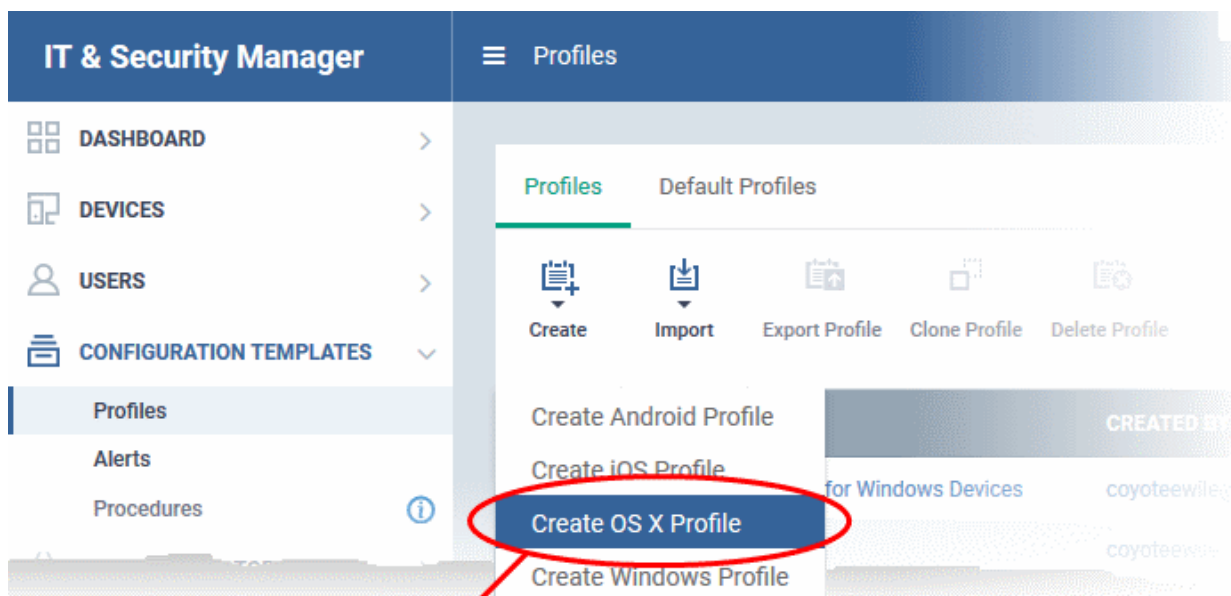 IT & Security Manager
Profiles
DASHBOARD
DEVICES
USERS
CONFIGURATION TEMPLATES
Profiles
Alerts
Procedures
Profiles Default Profiles
Create Import Export Profile Clone Profile Delete Profile
Create Android Profile
Create iOS Profile
Create OS X Profile
Create Windows Profile
CREATED BY
for Windows Devices